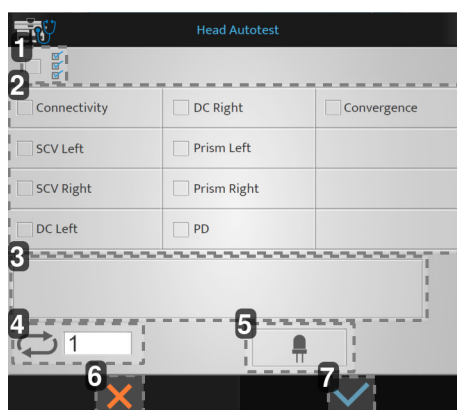 Head Autotest
1
2
Connectivity DC Right Convergence
SCV Left Prism Left
SCV Right Prism Right
DC Left PD
3
4 1 5
6 7